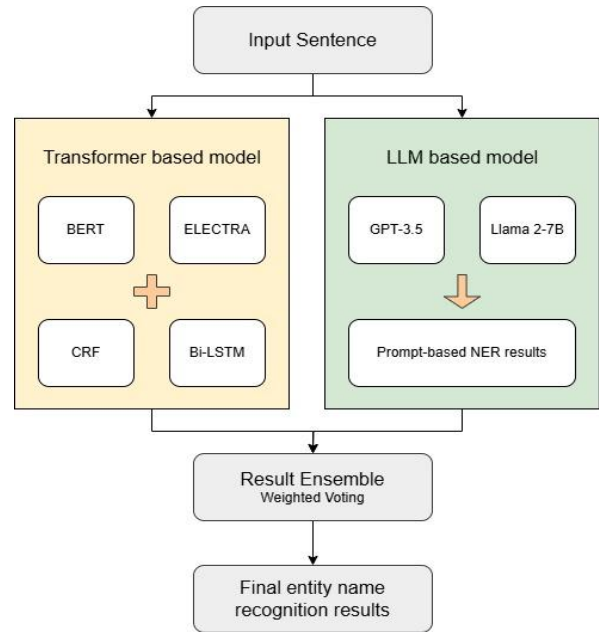 Input Sentence
Transformer based model
BERT
ELECTRA
CRF
Bi-LSTM
LLM based model
GPT-3.5
Llama 2-7B
Prompt-based NER results
Result Ensemble
Weighted Voting
Final entity name
recognition results